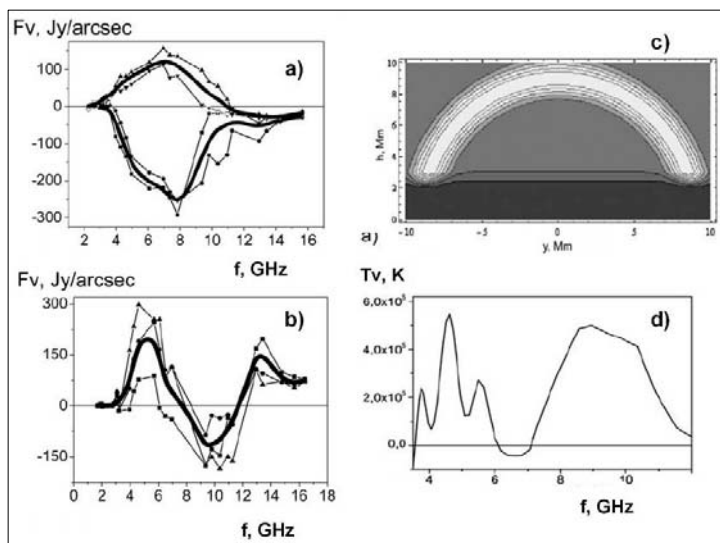 Fv, Jy/arcsec
a)
100
0
-100
-200
-300
2 4 6 8 10 12 14 16
f, GHz
c)
h, Mm
10
8
6
4
2
0
-10 -5 0 5 10
a)
y, Mm
Fv, Jy/arcsec
b)
300
150
0
-150
0 2 4 6 8 10 12 14 16 18
f, GHz
Tv, K
d)
6,0x10⁵
4,0x10⁵
2,0x10⁵
0,0
4 6 8 10
f, GHz